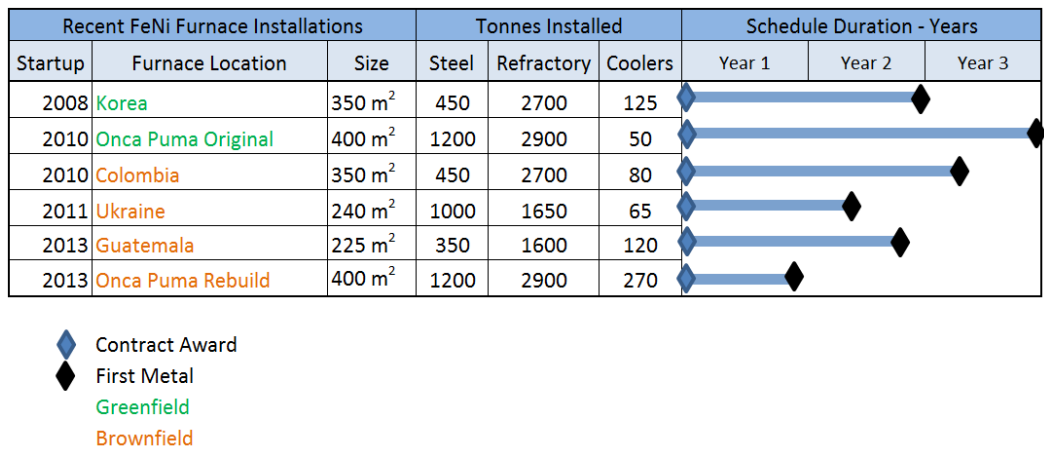 Recent FeNi Furnace Installations Tonnes Installed Schedule Duration - Years
Startup Furnace Location Size Steel Refractory Coolers Year 1 Year 2 Year 3
2008 Korea 350 m² 450 2700 125
2010 Onca Puma Original 400 m² 1200 2900 50
2010 Colombia 350 m² 450 2700 80
2011 Ukraine 240 m² 1000 1650 65
2013 Guatemala 225 m² 350 1600 120
2013 Onca Puma Rebuild 400 m² 1200 2900 270
Contract Award
First Metal
Greenfield
Brownfield